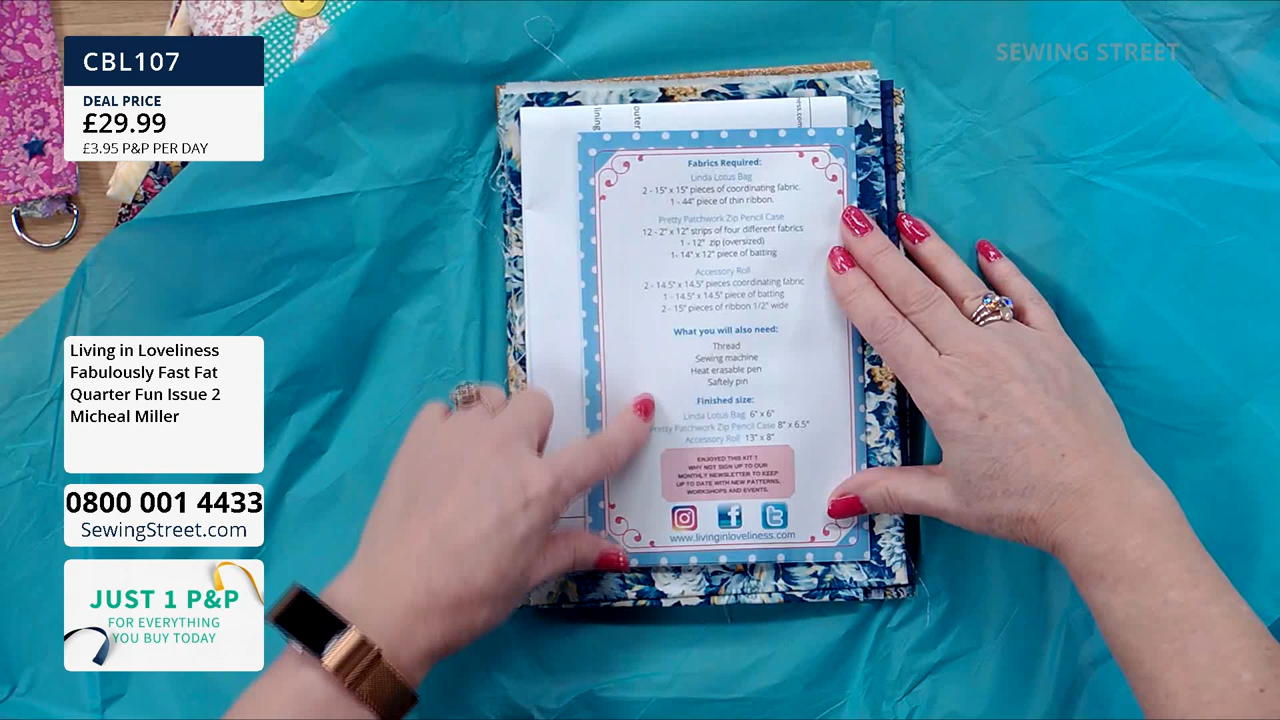 CBL107
DEAL PRICE
£29.99
£3.95 P&P PER DAY
SEWING STREET
lining
outer
Fabrics Required:
Linda Lotus Bag
2 - 15" x 15" pieces of coordinating fabric.
1 - 44" piece of thin ribbon.
Pretty Patchwork Zip Pencil Case
12 - 2" x 12" strips of four different fabrics
1 - 12" zip (oversized)
1- 14" x 12" piece of batting
Accessory Roll
2 - 14.5" x 14.5" pieces coordinating fabric
1 - 14.5" x 14.5" piece of batting
2 - 15" pieces of ribbon 1/2" wide
What you will also need:
Thread
Sewing machine
Heat erasable pen
Saftely pin
Finished size:
Linda Lotus Bag 6" x 6"
Pretty Patchwork Zip Pencil Case 8" x 6.5"
Accessory Roll 13" x 8"
ENJOYED THIS KIT ?
WHY NOT SIGN UP TO OUR
MONTHLY NEWSLETTER TO KEEP
UP TO DATE WITH NEW PATTERNS,
WORKSHOPS AND EVENTS.
www.livinginloveliness.com
Living in Loveliness
Fabulously Fast Fat
Quarter Fun Issue 2
Micheal Miller
0800 001 4433
SewingStreet.com
JUST 1 P&P
FOR EVERYTHING
YOU BUY TODAY